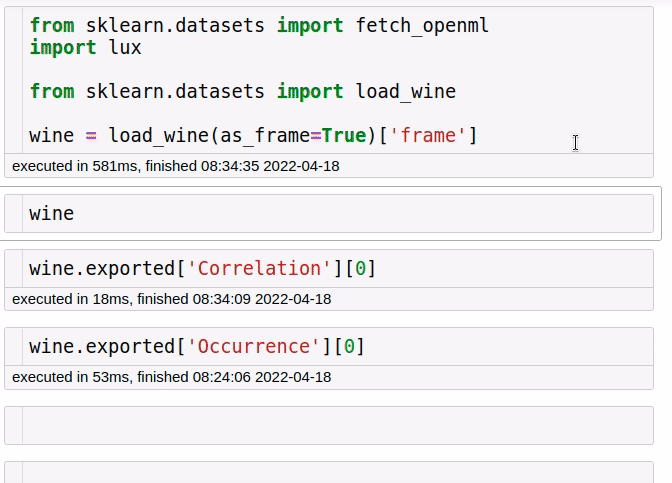 from sklearn.datasets import fetch_openml
import lux
from sklearn.datasets import load_wine
wine = load_wine(as_frame=True)['frame']
executed in 581ms, finished 08:34:35 2022-04-18
wine
wine.exported['Correlation'][0]
executed in 18ms, finished 08:34:09 2022-04-18
wine.exported['Occurrence'][0]
executed in 53ms, finished 08:24:06 2022-04-18